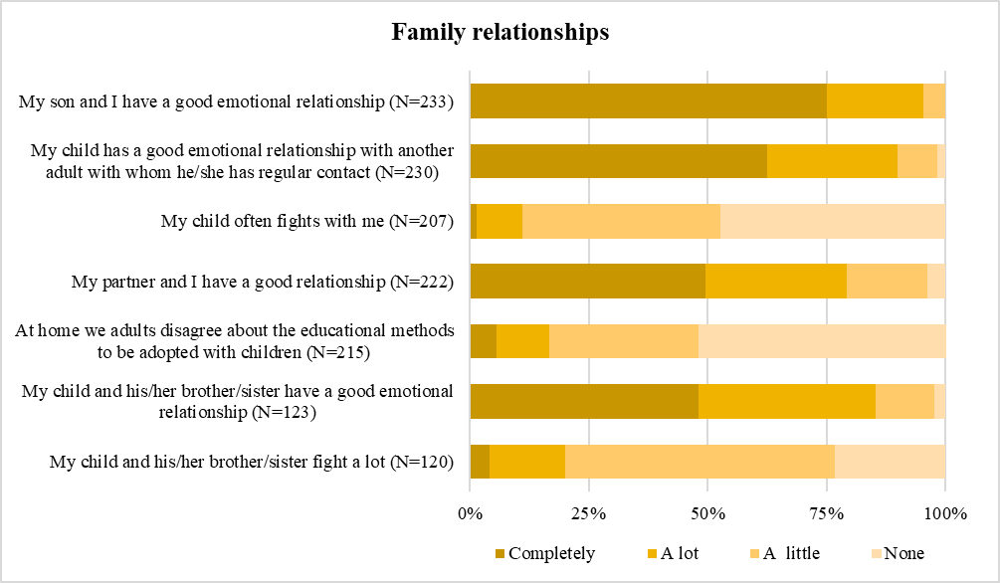 Family relationships
My son and I have a good emotional relationship (N=233)
My child has a good emotional relationship with another
adult with whom he/she has regular contact (N=230)
My child often fights with me (N=207)
My partner and I have a good relationship (N=222)
At home we adults disagree about the educational methods
to be adopted with children (N=215)
My child and his/her brother/sister have a good emotional
relationship (N=123)
My child and his/her brother/sister fight a lot (N=120)
0% 25% 50% 75% 100%
Completely A lot A  little None